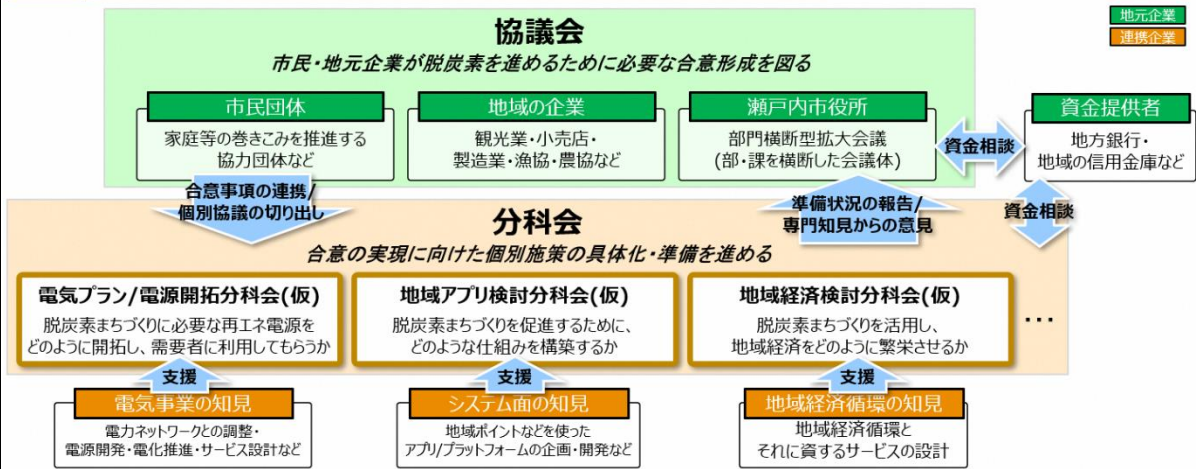 地元企業
連携企業
協議会
市民・地元企業が脱炭素を進めるために必要な合意形成を図る
市民団体
家庭等の巻きこみを推進する
協力団体など
地域の企業
観光業・小売店・
製造業・漁協・農協など
瀬戸内市役所
部門横断型拡大会議
(部・課を横断した会議体)
資金相談
資金提供者
地方銀行・
地域の信用金庫など
合意事項の連携/
個別協議の切り出し
準備状況の報告/
専門知見からの意見
資金相談
分科会
合意の実現に向けた個別施策の具体化・準備を進める
電気プラン/電源開拓分科会(仮)
脱炭素まちづくりに必要な再エネ電源を
どのように開拓し、需要者に利用してもらうか
地域アプリ検討分科会(仮)
脱炭素まちづくりを促進するために、
どのような仕組みを構築するか
地域経済検討分科会(仮)
脱炭素まちづくりを活用し、
地域経済をどのように繁栄させるか
…
支援
電気事業の知見
電力ネットワークとの調整・
電源開発・電化推進・サービス設計など
支援
システム面の知見
地域ポイントなどを使った
アプリ/プラットフォームの企画・開発など
支援
地域経済循環の知見
地域経済循環と
それに資するサービスの設計